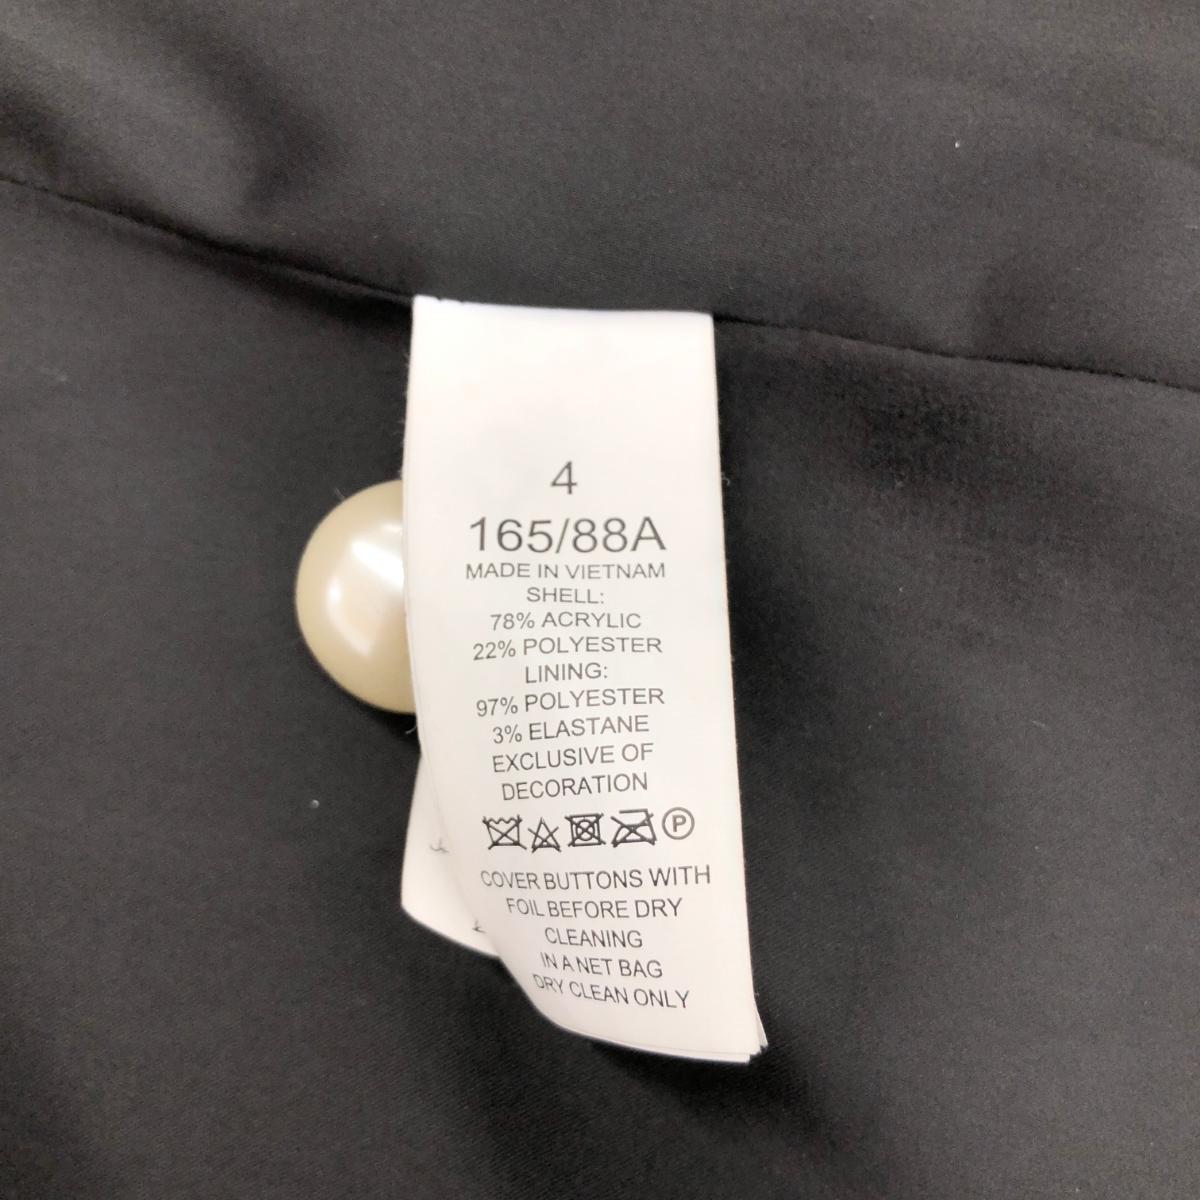 4
165/88A
MADE IN VIETNAM
SHELL:
78% ACRYLIC
22% POLYESTER
LINING:
97% POLYESTER
3% ELASTANE
EXCLUSIVE OF
DECORATION
P
COVER BUTTONS WITH
FOIL BEFORE DRY
CLEANING
IN A NET BAG
DRY CLEAN ONLY